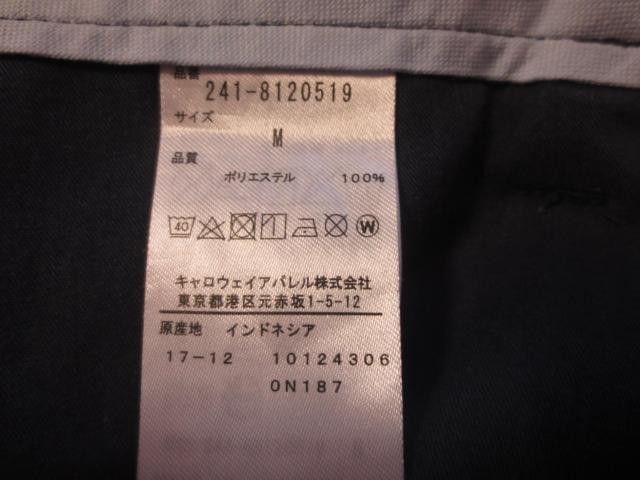 品番
241-8120519
サイズ
M
品質
ポリエステル 100%
40
W
キャロウェイアパレル株式会社
東京都港区元赤坂1-5-12
原産地 インドネシア
17-12 10124306
0N187